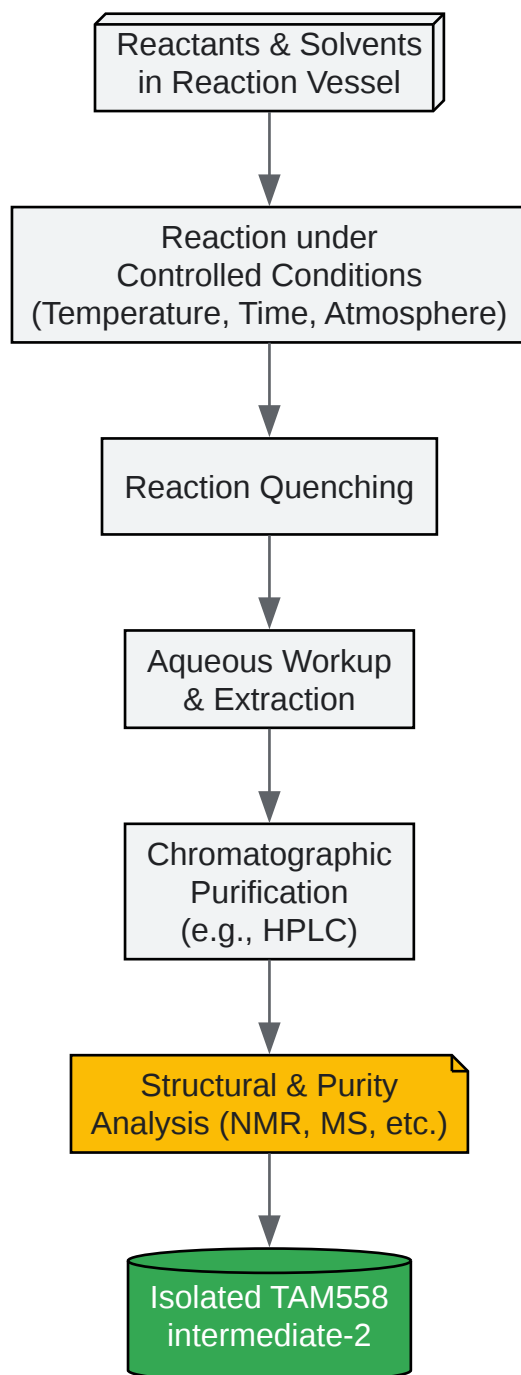 Reactants & Solvents
in Reaction Vessel
Reaction under
Controlled Conditions
(Temperature, Time, Atmosphere)
Reaction Quenching
Aqueous Workup
& Extraction
Chromatographic
Purification
(e.g., HPLC)
Structural & Purity
Analysis (NMR, MS, etc.)
Isolated TAM558
intermediate-2